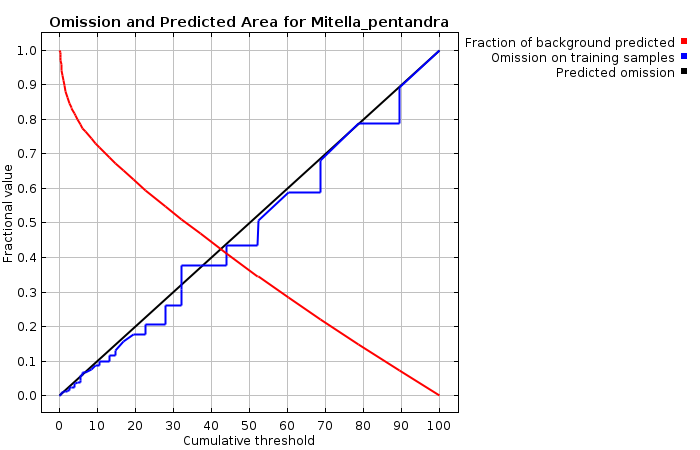 Omission and Predicted Area for Mitella_pentandra
Fraction of background predicted
Omission on training samples
Predicted omission
Fractional value
1.0
0.9
0.8
0.7
0.6
0.5
0.4
0.3
0.2
0.1
0.0
0 10 20 30 40 50 60 70 80 90 100
Cumulative threshold